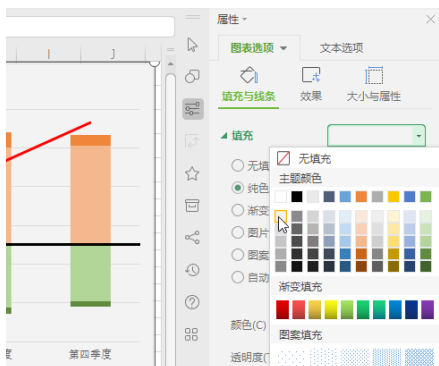 属性
I
J
图表选项
文本选项
填充与线条
效果
大小与属性
填充
无填
无填充
主题颜色
纯色
渐变
图片
图案
自动
渐变填充
颜色(C)
图案填充
透明度(
度
第四季度